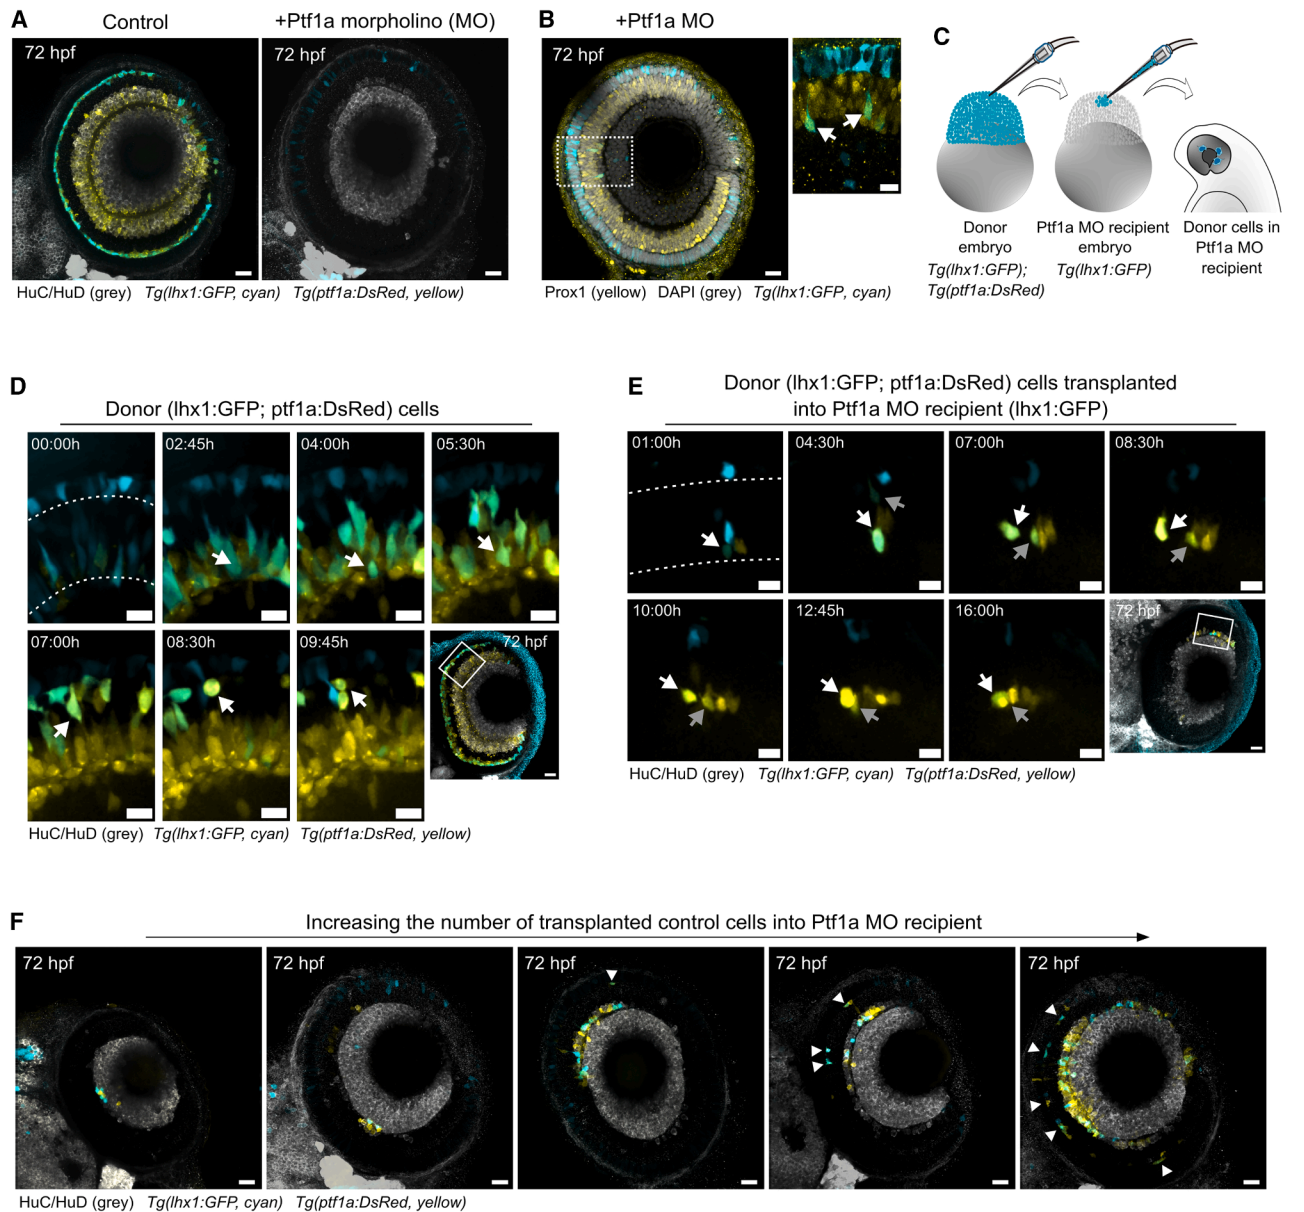 A
Control
+Ptf1a morpholino (MO)
72 hpf
72 hpf
HuC/HuD (grey) Tg(lhx1:GFP, cyan) Tg(ptf1a:DsRed, yellow)
B
+Ptf1a MO
72 hpf
Prox1 (yellow) DAPI (grey) Tg(lhx1:GFP, cyan)
C
Donor
embryo
Tg(lhx1:GFP);
Tg(ptf1a:DsRed)
Ptf1a MO recipient
embryo
Tg(lhx1:GFP)
Donor cells in
Ptf1a MO
recipient
D
Donor (lhx1:GFP; ptf1a:DsRed) cells
00:00h
02:45h
04:00h
05:30h
07:00h
08:30h
09:45h
72 hpf
HuC/HuD (grey) Tg(lhx1:GFP, cyan) Tg(ptf1a:DsRed, yellow)
E
Donor (lhx1:GFP; ptf1a:DsRed) cells transplanted
into Ptf1a MO recipient (lhx1:GFP)
01:00h
04:30h
07:00h
08:30h
10:00h
12:45h
16:00h
72 hpf
HuC/HuD (grey) Tg(lhx1:GFP, cyan) Tg(ptf1a:DsRed, yellow)
F
Increasing the number of transplanted control cells into Ptf1a MO recipient
72 hpf
72 hpf
72 hpf
72 hpf
72 hpf
HuC/HuD (grey) Tg(lhx1:GFP, cyan) Tg(ptf1a:DsRed, yellow)